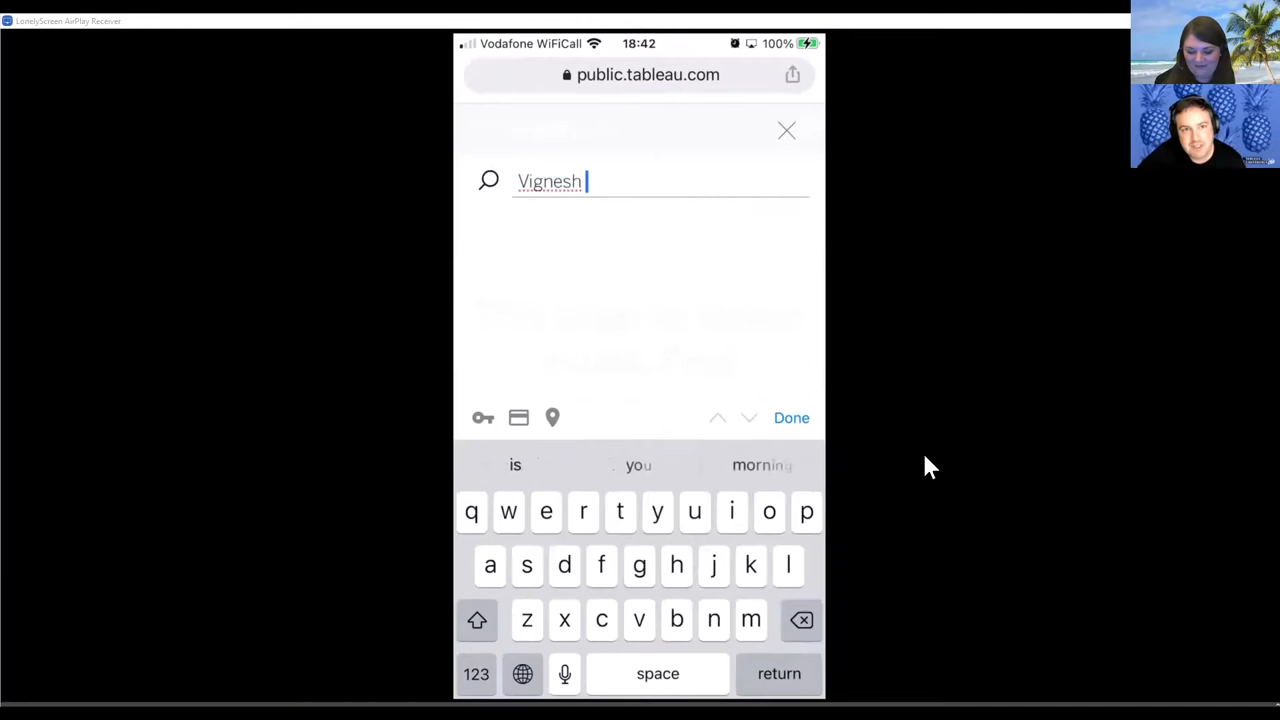 LonelyScreen AirPlay Receiver
Vodafone WiFiCall 18:42 100%
public.tableau.com
Vignesh
Done
is you morning
q w e r t y u i o p
a s d f g h j k l
z x c v b n m
123 space return